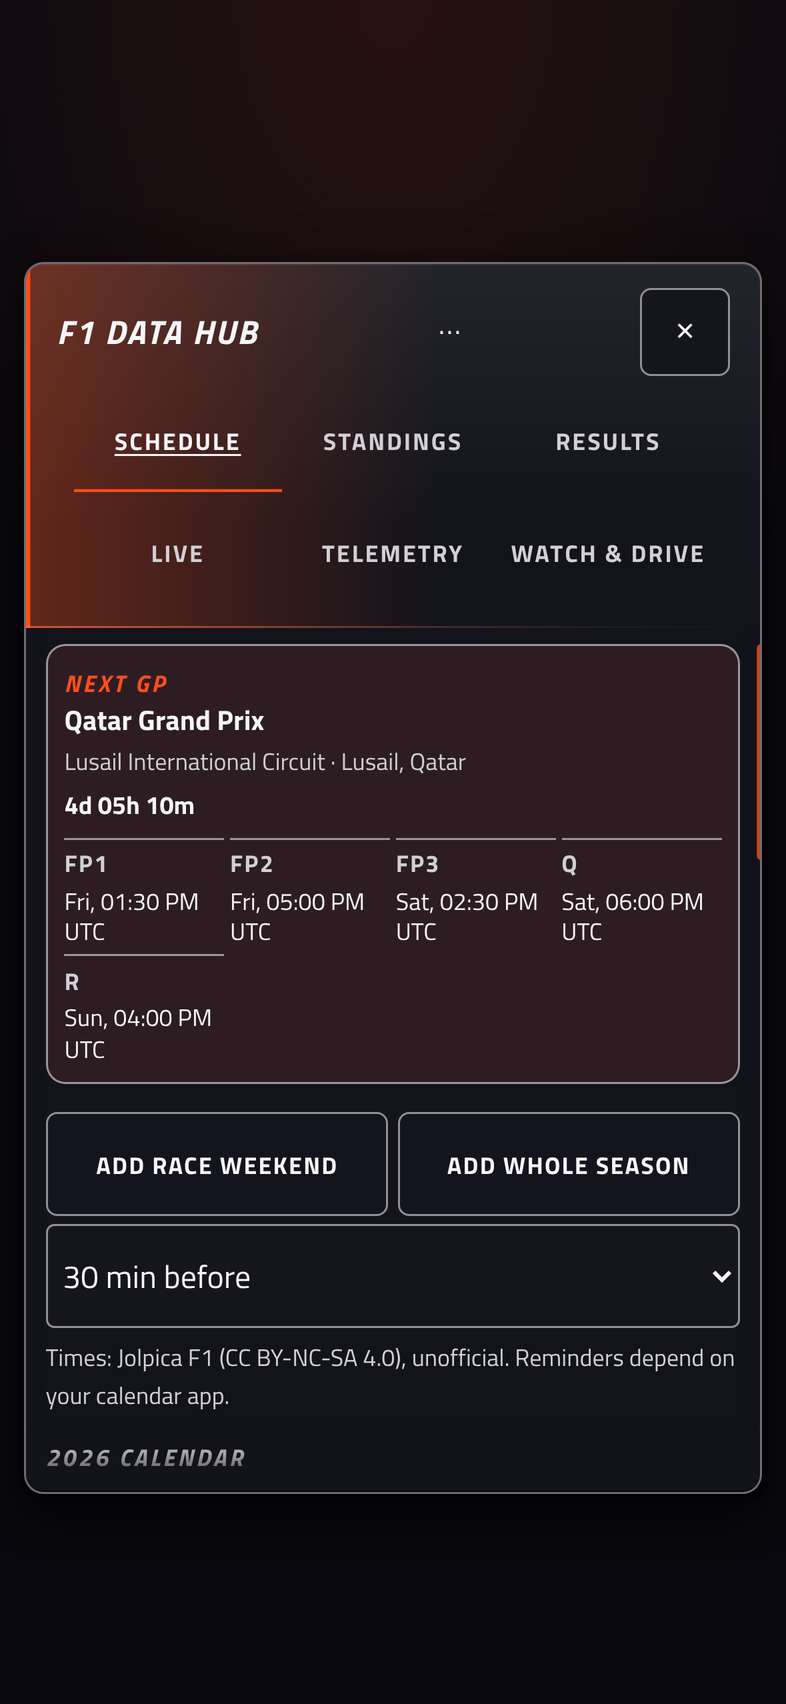 F1 DATA HUB
...
×
SCHEDULE
STANDINGS
RESULTS
LIVE
TELEMETRY
WATCH & DRIVE
NEXT GP
Qatar Grand Prix
Lusail International Circuit · Lusail, Qatar
4d 05h 10m
FP1
Fri, 01:30 PM
UTC
FP2
Fri, 05:00 PM
UTC
FP3
Sat, 02:30 PM
UTC
Q
Sat, 06:00 PM
UTC
R
Sun, 04:00 PM
UTC
ADD RACE WEEKEND
ADD WHOLE SEASON
30 min before
Times: Jolpica F1 (CC BY-NC-SA 4.0), unofficial. Reminders depend on
your calendar app.
2026 CALENDAR